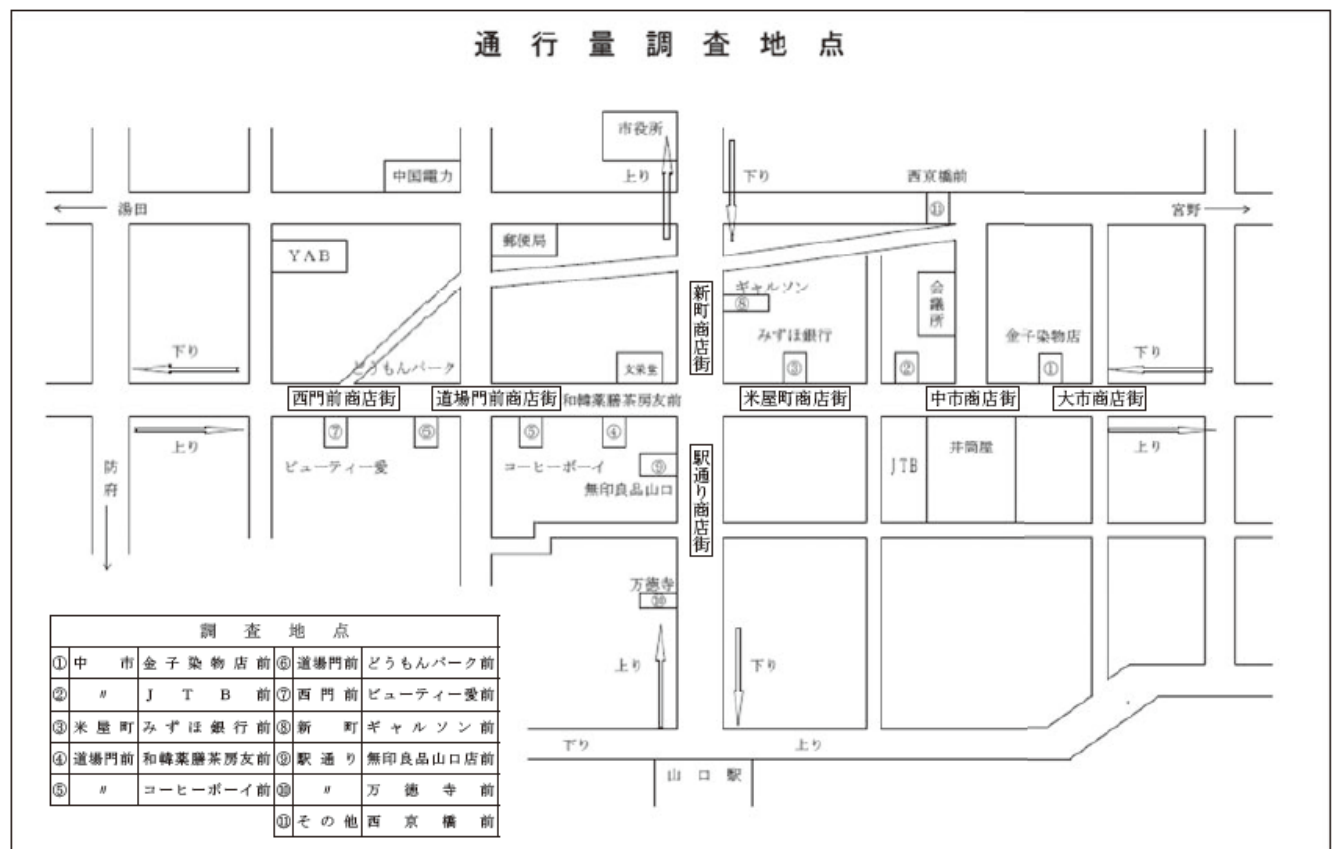 通行量調査地点
市役所
中国電力
上り
下り
西京橋前
⑪
湯田
宮野
YAB
郵便局
新町商店街
ギャルソン
⑧
会議所
みずほ銀行
金子染物店
下り
どうもんパーク
文栄堂
③
②
①
下り
西門前商店街
道場門前商店街
和韓薬膳茶房友前
米屋町商店街
中市商店街
大市商店街
⑦
⑥
⑤
④
上り
ビューティー愛
コーヒーボーイ
⑨
駅通り商店街
JTB
井筒屋
上り
防府
無印良品山口
万徳寺
⑩
上り
下り
下り
上り
山口駅
調査地点
① 中市 金子染物店前 ⑥ 道場門前 どうもんパーク前
② 〃 JTB前 ⑦ 西門前 ビューティー愛前
③ 米屋町 みずほ銀行前 ⑧ 新町 ギャルソン前
④ 道場門前 和韓薬膳茶房友前 ⑨ 駅通り 無印良品山口店前
⑤ 〃 コーヒーボーイ前 ⑩ 〃 万徳寺前
⑪ その他 西京橋前